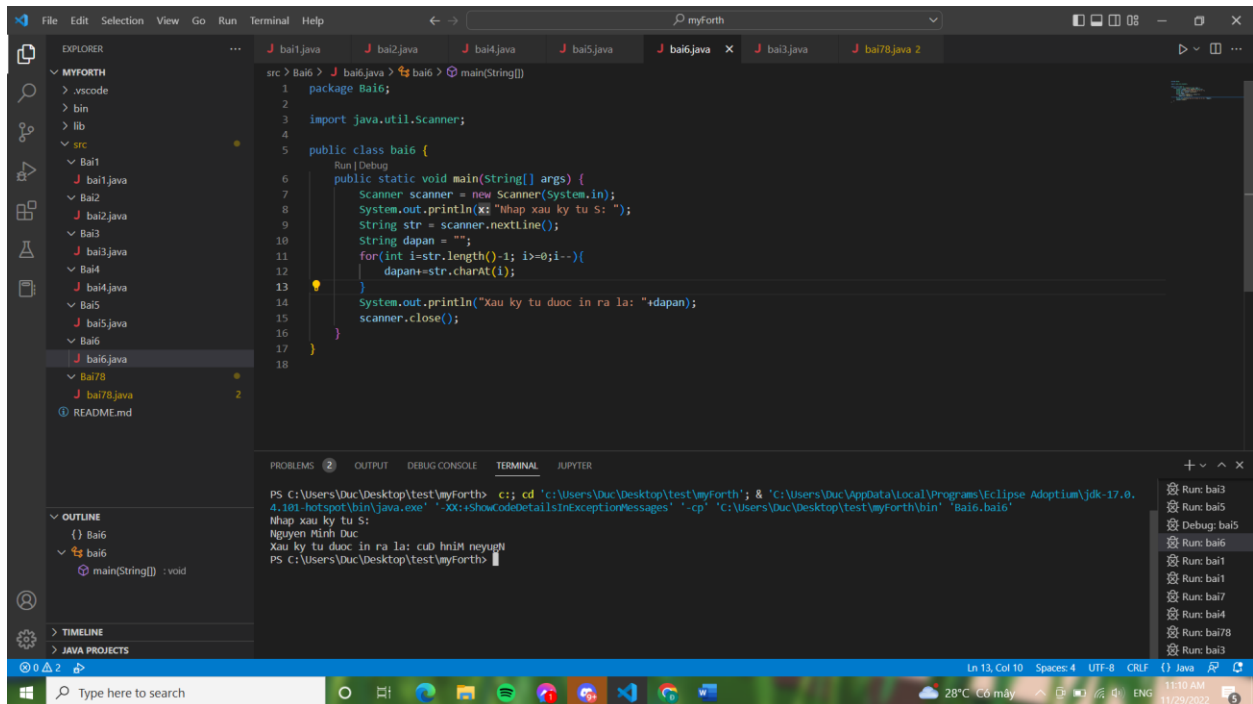 File Edit Selection View Go Run Terminal Help
myForth
EXPLORER
MYFORTH
.vscode
bin
lib
src
Bai1
J bai1.java
Bai2
J bai2.java
Bai3
J bai3.java
Bai4
J bai4.java
Bai5
J bai5.java
Bai6
J bai6.java
Bai78
J bai78.java 2
README.md
OUTLINE
{} Bai6
bai6
main(String[]) : void
TIMELINE
JAVA PROJECTS
J bai1.java J bai2.java J bai4.java J bai5.java J bai6.java J bai3.java J bai78.java 2
src > Bai6 > J bai6.java > bai6 > main(String[])
1 package Bai6;
2
3 import java.util.Scanner;
4
5 public class bai6 {
Run | Debug
6 public static void main(String[] args) {
7 Scanner scanner = new Scanner(System.in);
8 System.out.println(x: "Nhap xau ky tu S: ");
9 String str = scanner.nextLine();
10 String dapan = "";
11 for(int i=str.length()-1; i>=0;i--){
12 dapan+=str.charAt(i);
13 }
14 System.out.println("Xau ky tu duoc in ra la: "+dapan);
15 scanner.close();
16 }
17 }
18
PROBLEMS 2 OUTPUT DEBUG CONSOLE TERMINAL JUPYTER
PS C:\Users\Duc\Desktop\test\myForth> c:; cd 'c:\Users\Duc\Desktop\test\myForth'; & 'C:\Users\Duc\AppData\Local\Programs\Eclipse Adoptium\jdk-17.0.
4.101-hotspot\bin\java.exe' '-XX:+ShowCodeDetailsInExceptionMessages' '-cp' 'C:\Users\Duc\Desktop\test\myForth\bin' 'Bai6.bai6'
Nhap xau ky tu S:
Nguyen Minh Duc
Xau ky tu duoc in ra la: cuD hniM neyugN
PS C:\Users\Duc\Desktop\test\myForth>
Run: bai3
Run: bai5
Debug: bai5
Run: bai6
Run: bai1
Run: bai1
Run: bai7
Run: bai4
Run: bai78
Run: bai3
0 2 Ln 13, Col 10 Spaces: 4 UTF-8 CRLF {} Java
Type here to search
28°C Có mây
ENG
11:10 AM
11/29/2022
5